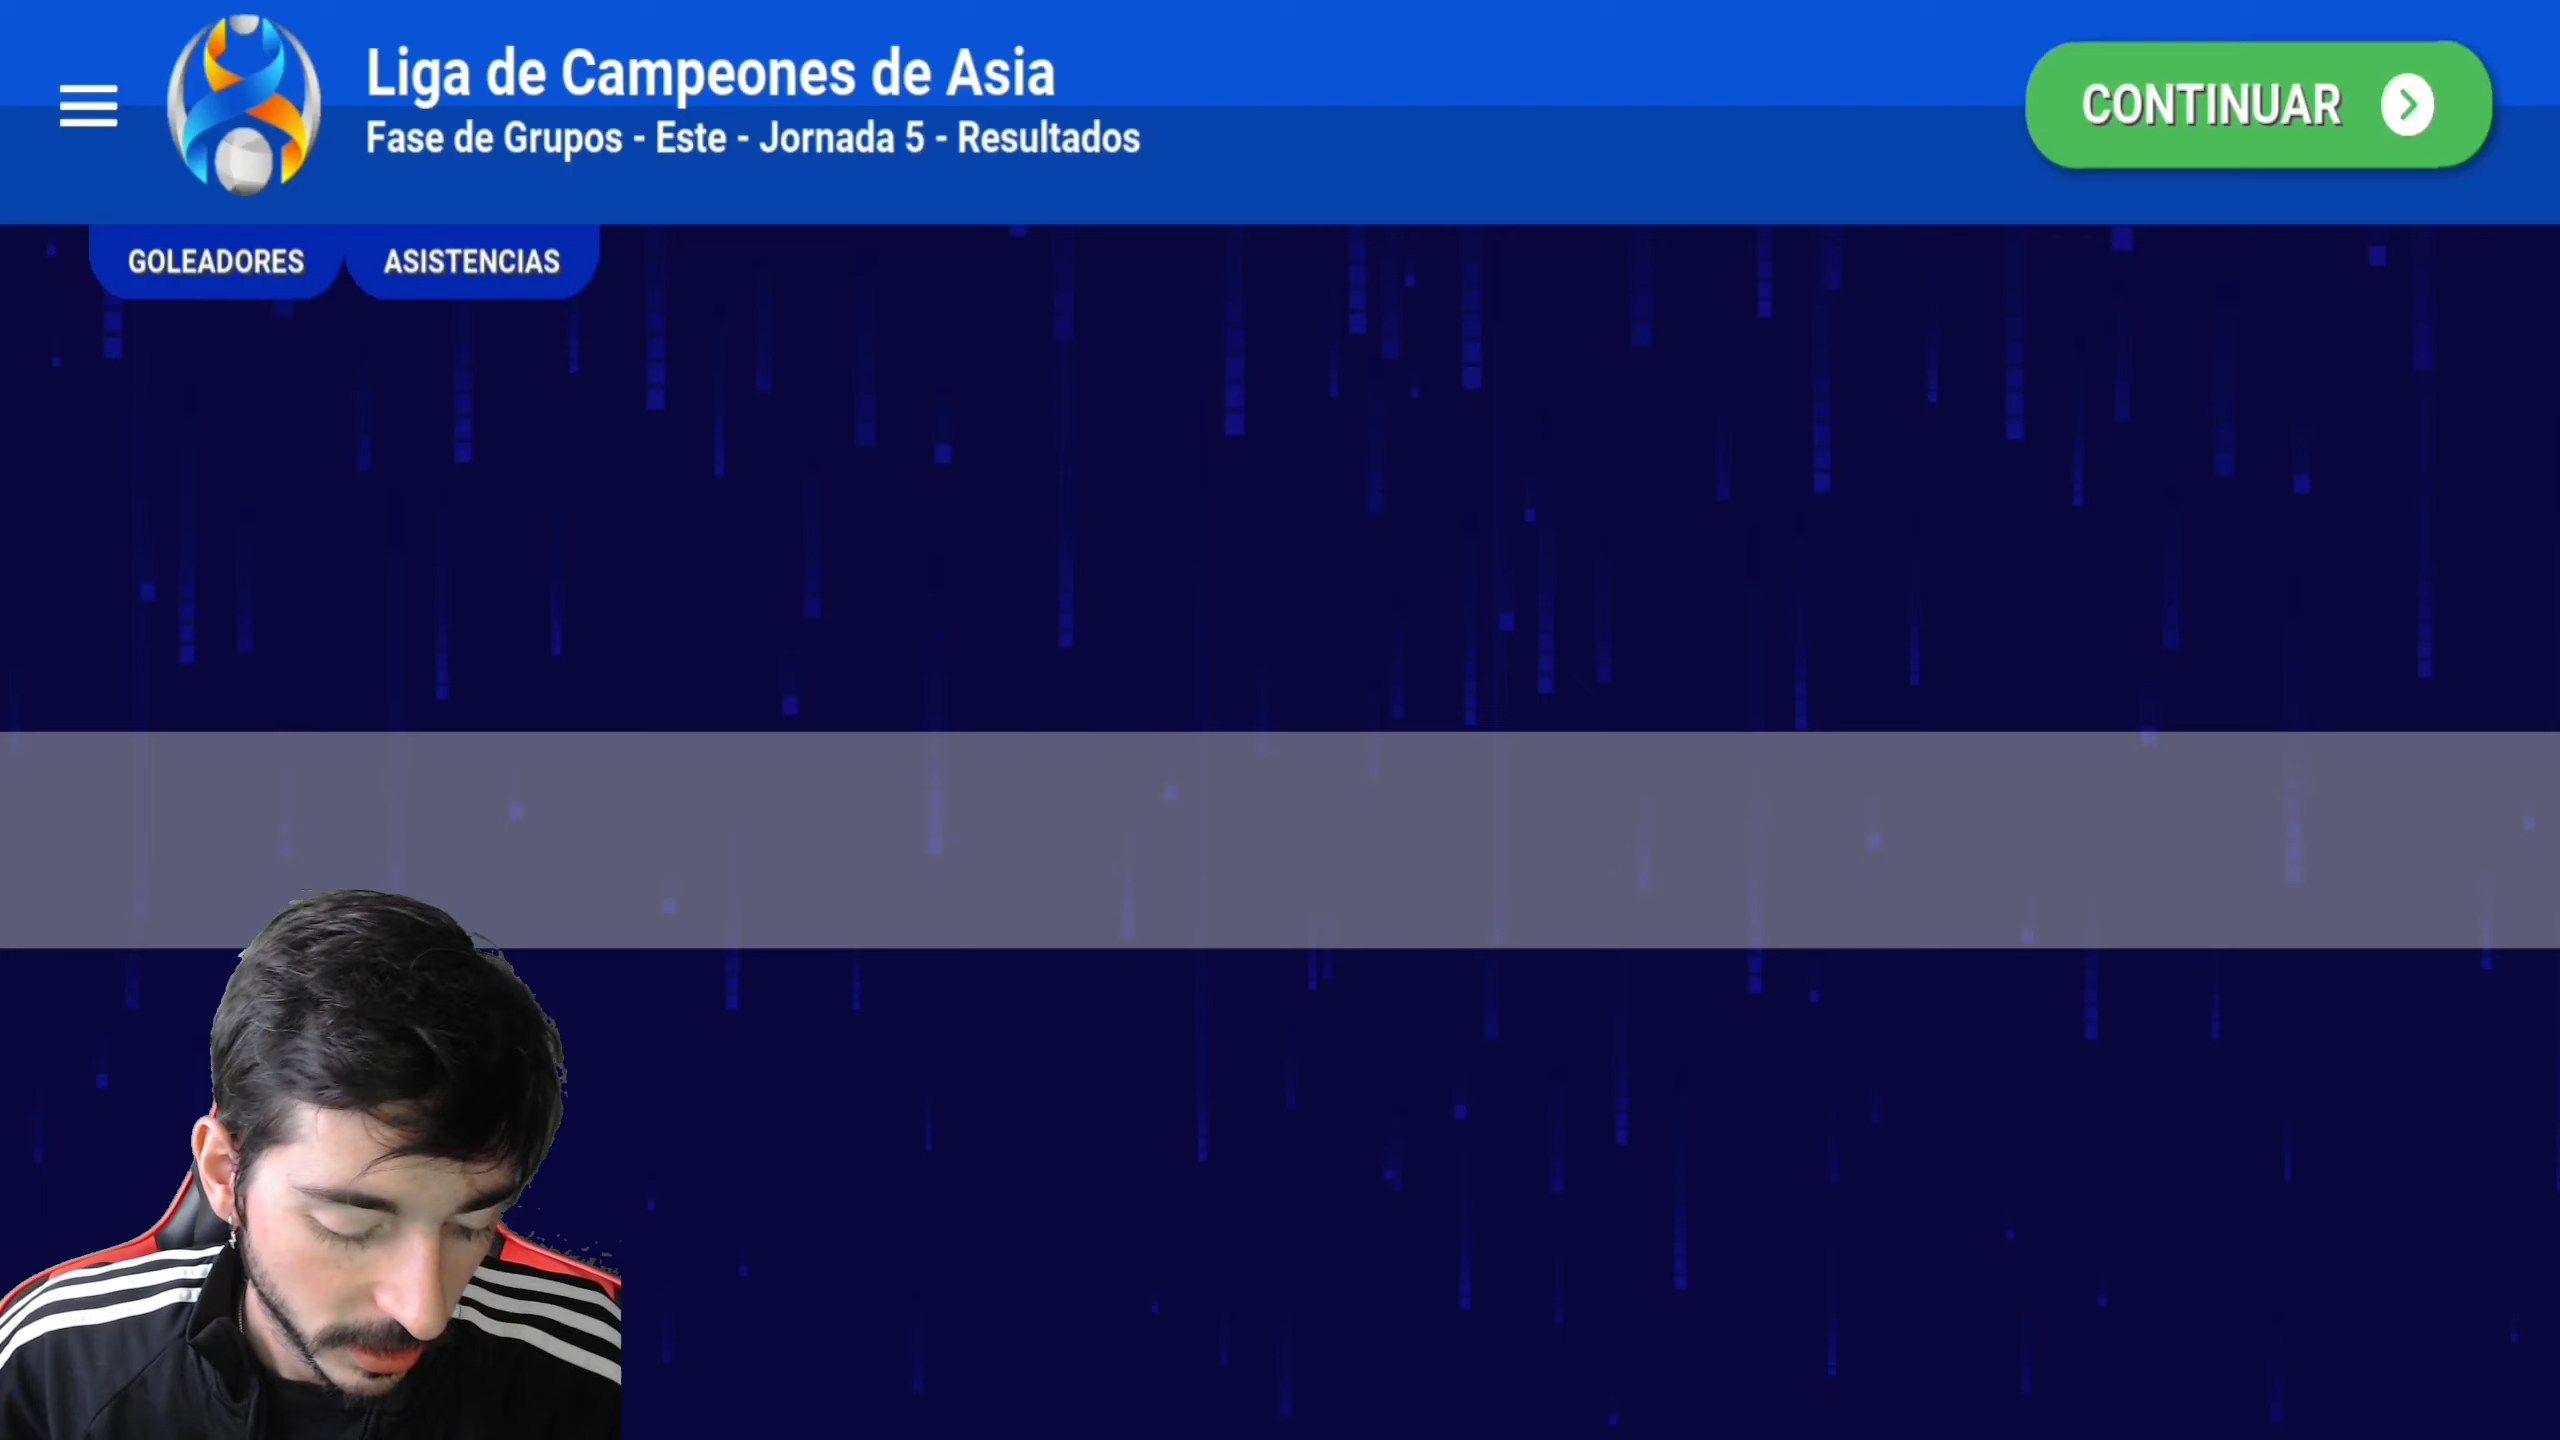 Liga de Campeones de Asia
Fase de Grupos - Este - Jornada 5 - Resultados
CONTINUAR
GOLEADORES
ASISTENCIAS